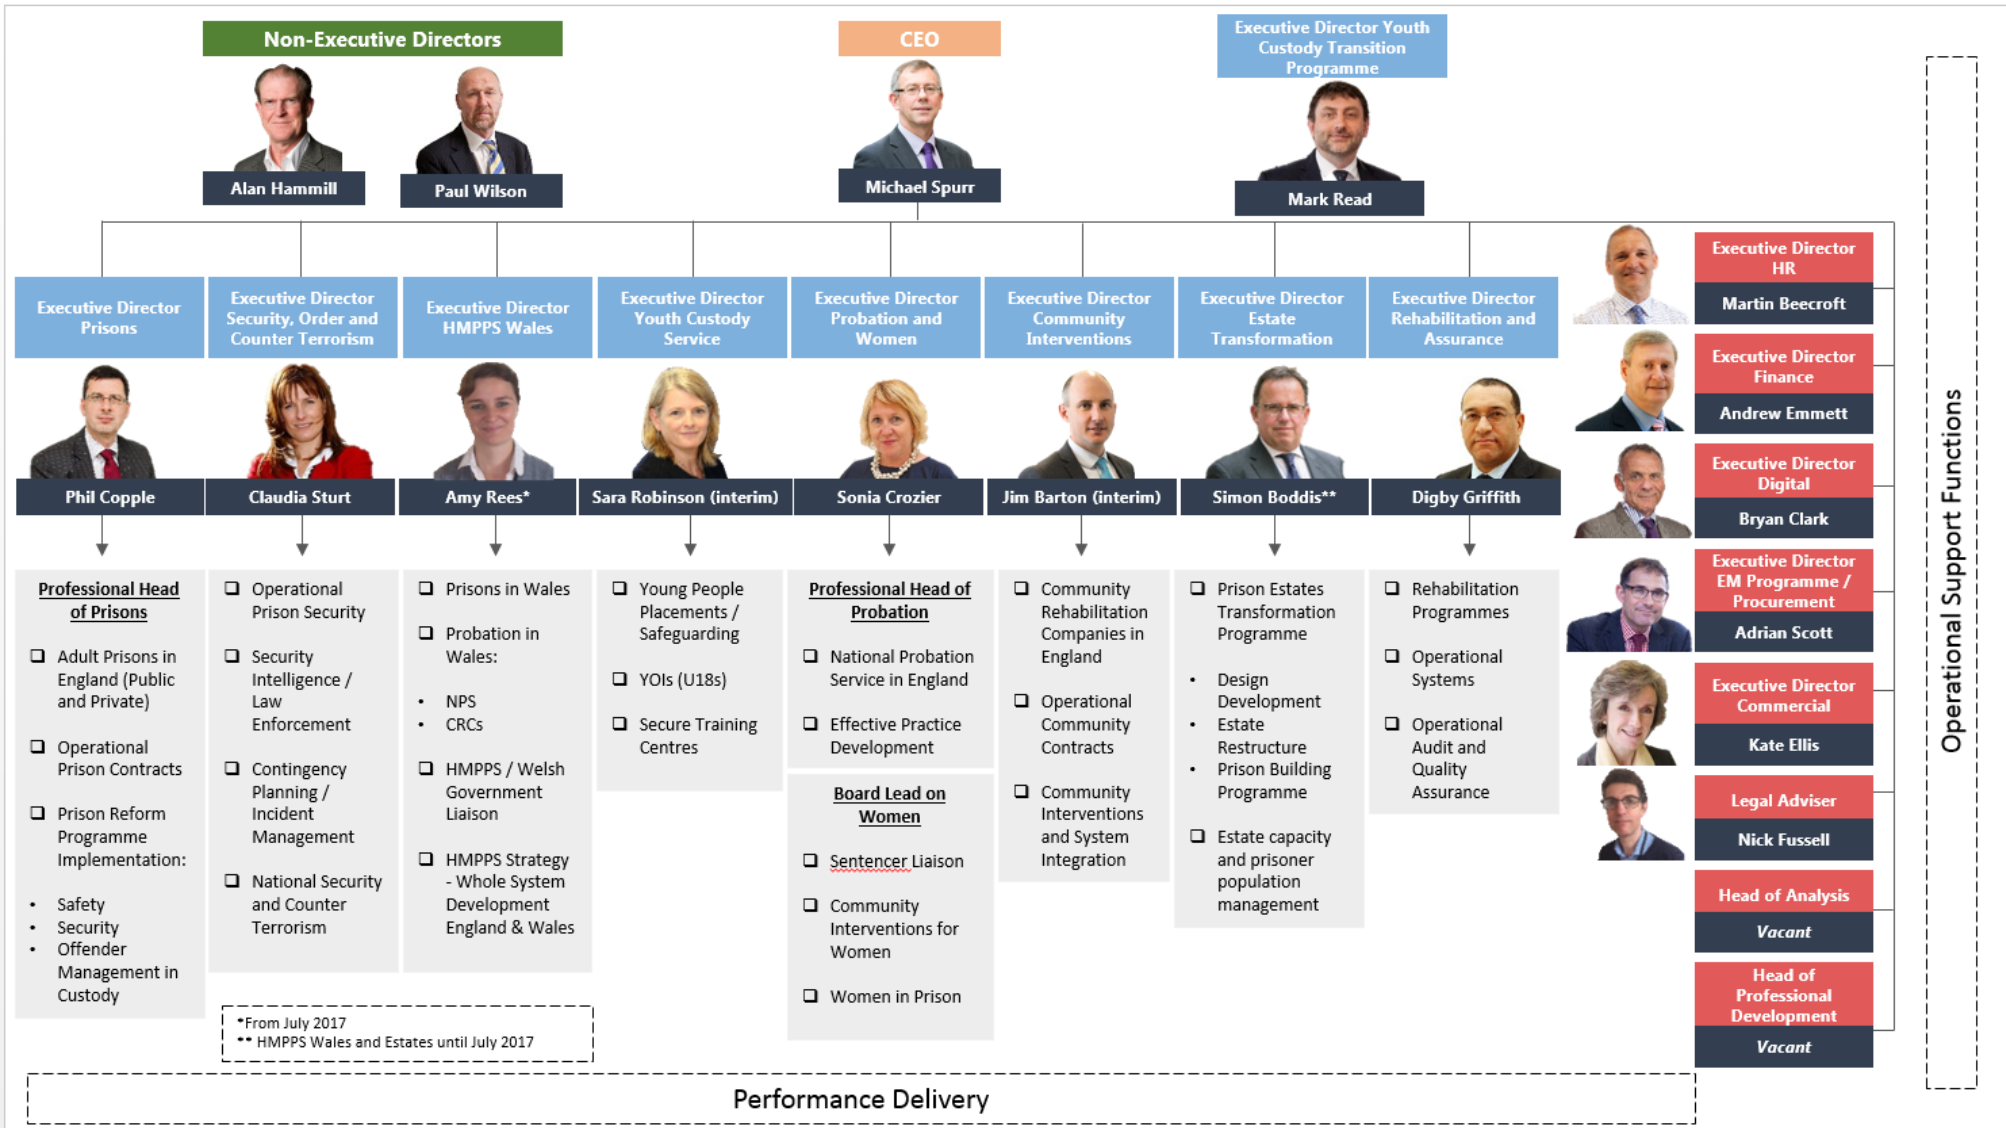 Non-Executive Directors
CEO
Executive Director Youth
Custody Transition
Programme
Alan Hammill
Paul Wilson
Michael Spurr
Mark Read
Executive Director
Prisons
Phil Copple
Professional Head
of Prisons
Adult Prisons in
England (Public
and Private)
Operational
Prison Contracts
Prison Reform
Programme
Implementation:
• Safety
• Security
• Offender
Management in
Custody
Executive Director
Security, Order and
Counter Terrorism
Claudia Sturt
Operational
Prison Security
Security
Intelligence /
Law
Enforcement
Contingency
Planning /
Incident
Management
National Security
and Counter
Terrorism
Executive Director
HMPPS Wales
Amy Rees*
Prisons in Wales
Probation in
Wales:
• NPS
• CRCs
HMPPS / Welsh
Government
Liaison
HMPPS Strategy
- Whole System
Development
England & Wales
Executive Director
Youth Custody
Service
Sara Robinson (interim)
Young People
Placements /
Safeguarding
YOIs (U18s)
Secure Training
Centres
Executive Director
Probation and
Women
Sonia Crozier
Professional Head of
Probation
National Probation
Service in England
Effective Practice
Development
Board Lead on
Women
Sentencer Liaison
Community
Interventions for
Women
Women in Prison
Executive Director
Community
Interventions
Jim Barton (interim)
Community
Rehabilitation
Companies in
England
Operational
Community
Contracts
Community
Interventions
and System
Integration
Executive Director
Estate
Transformation
Simon Boddis**
Prison Estates
Transformation
Programme
• Design
Development
• Estate
Restructure
• Prison Building
Programme
Estate capacity
and prisoner
population
management
Executive Director
Rehabilitation and
Assurance
Digby Griffith
Rehabilitation
Programmes
Operational
Systems
Operational
Audit and
Quality
Assurance
Executive Director
HR
Martin Beecroft
Executive Director
Finance
Andrew Emmett
Executive Director
Digital
Bryan Clark
Executive Director
EM Programme /
Procurement
Adrian Scott
Executive Director
Commercial
Kate Ellis
Legal Adviser
Nick Fussell
Head of Analysis
Vacant
Head of
Professional
Development
Vacant
Operational Support Functions
*From July 2017
** HMPPS Wales and Estates until July 2017
Performance Delivery